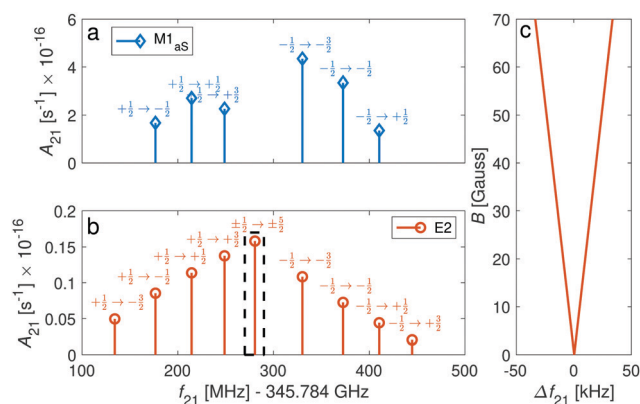 a
M1aS
A21 [s⁻¹] × 10⁻¹⁶
6
4
2
0
+½ → −½
+½ → +½
½ → +3/2
−½ → −3/2
−½ → −½
−½ → +½
b
E2
A21 [s⁻¹] × 10⁻¹⁶
0.2
0.15
0.1
0.05
0
+½ → −3/2
+½ → −½
+½ → +½
+½ → +3/2
±½ → ±5/2
−½ → −3/2
−½ → −½
−½ → +½
−½ → +3/2
0 100 200 300 400 500
f21 [MHz] - 345.784 GHz
c
B [Gauss]
70
60
50
40
30
20
10
0
-50 0 50
Δf21 [kHz]